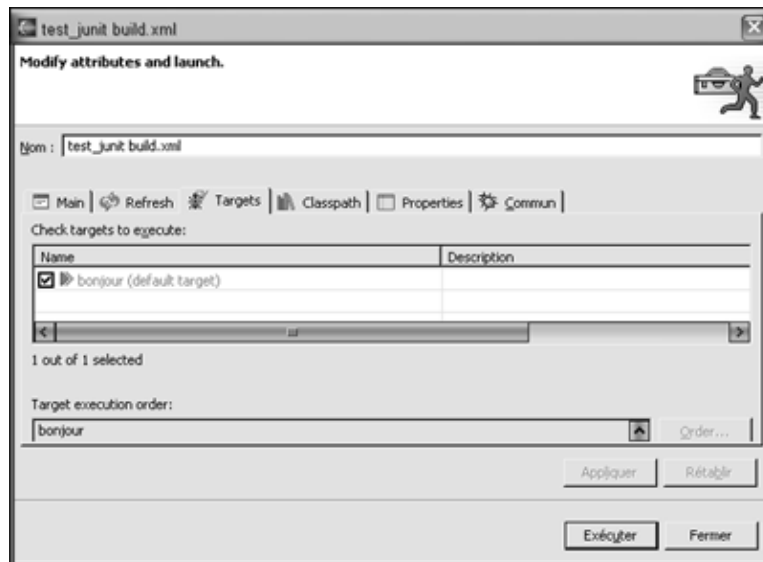 test_junit build.xml
Modify attributes and launch.
Nom : test_junit build.xml
Main Refresh Targets Classpath Properties Commun
Check targets to execute:
Name Description
bonjour (default target)
1 out of 1 selected
Target execution order:
bonjour Order...
Appliquer Rétablir
Exécuter Fermer